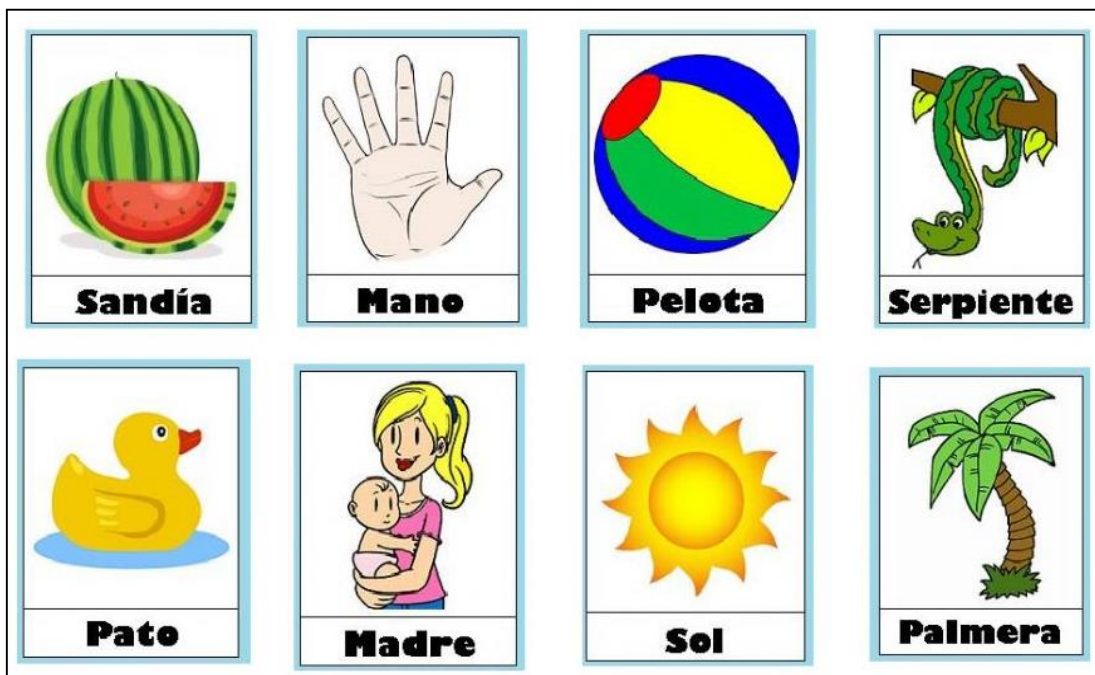 Sandía
Mano
Pelota
Serpiente
Pato
Madre
Sol
Palmera